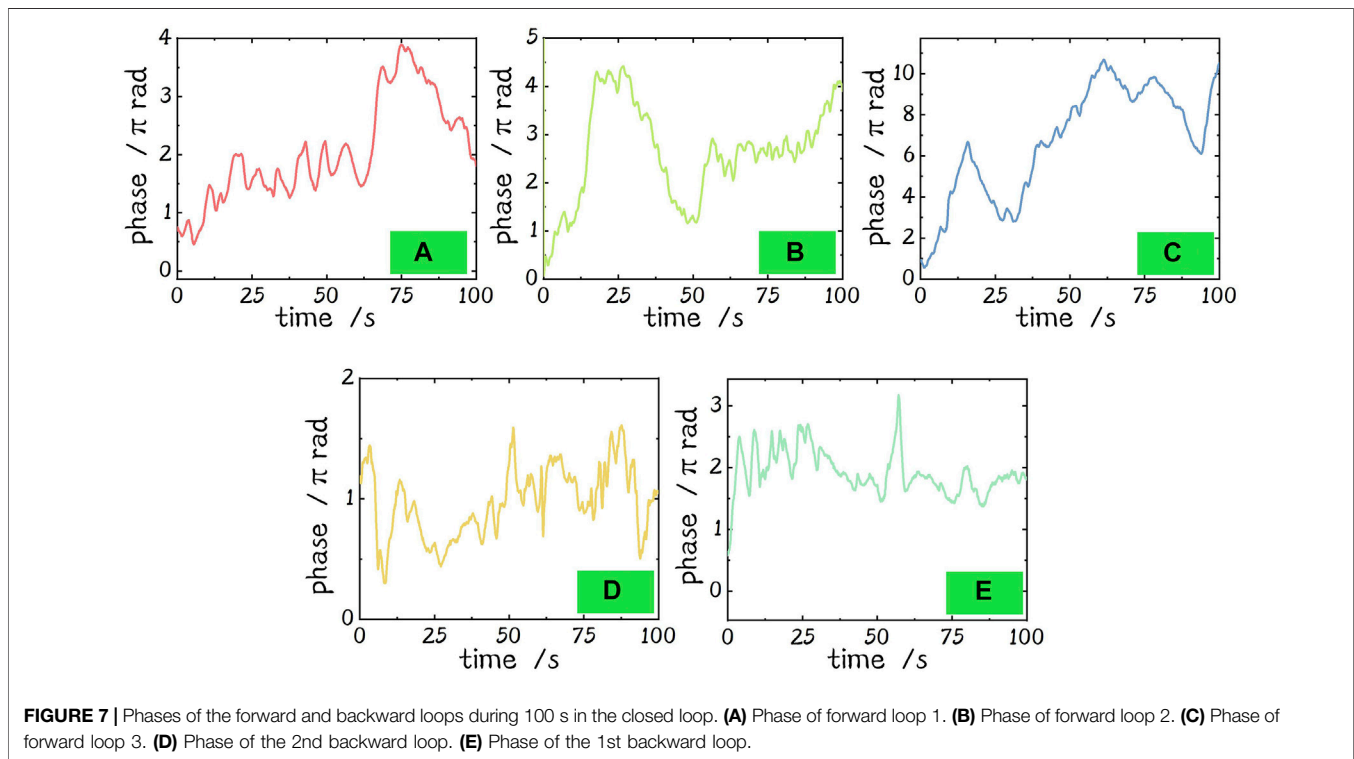 4
3
2
1
0
phase / π rad
A
0 25 50 75 100
time /s
5
4
3
2
1
0
phase / π rad
B
0 25 50 75 100
time /s
10
8
6
4
2
0
phase / π rad
C
0 25 50 75 100
time /s
2
1
0
phase / π rad
D
0 25 50 75 100
time /s
3
2
1
0
phase / π rad
E
0 25 50 75 100
time /s
FIGURE 7 | Phases of the forward and backward loops during 100 s in the closed loop. (A) Phase of forward loop 1. (B) Phase of forward loop 2. (C) Phase of
forward loop 3. (D) Phase of the 2nd backward loop. (E) Phase of the 1st backward loop.